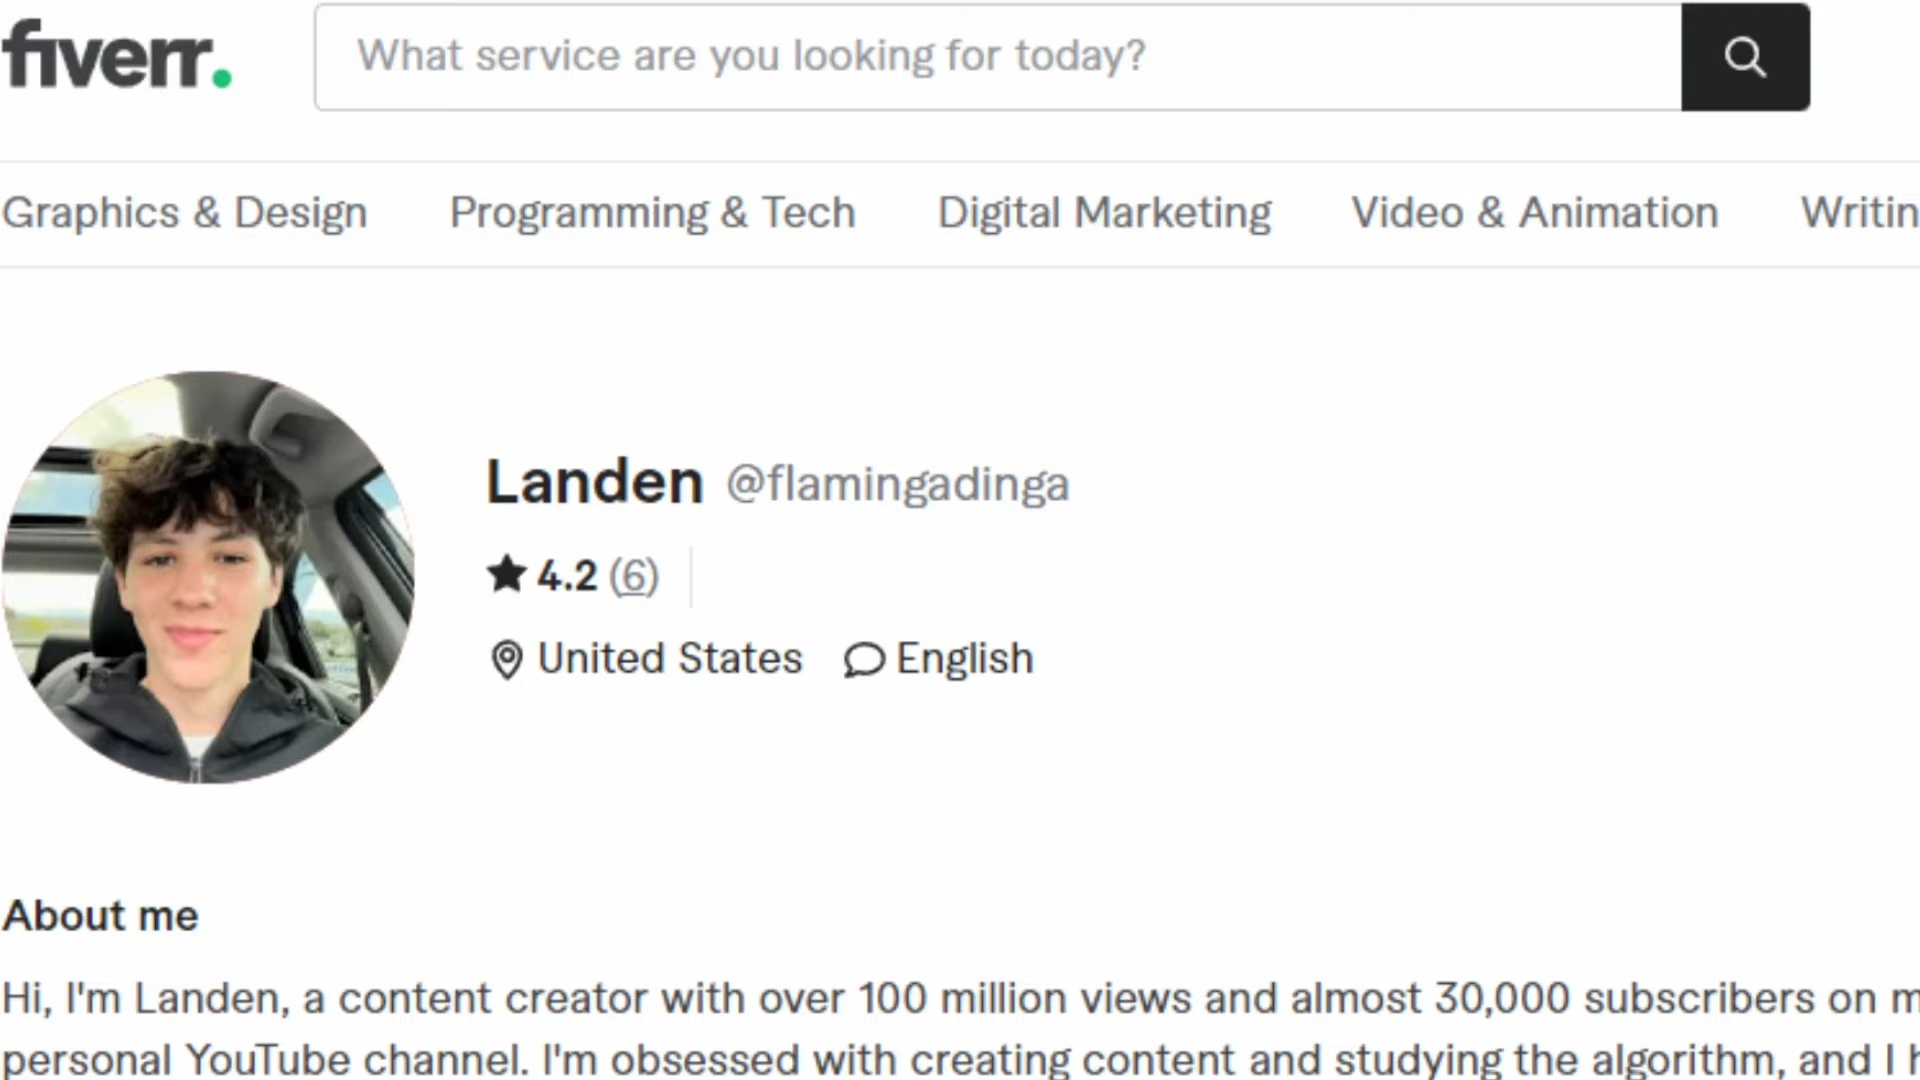 fiverr.
What service are you looking for today?
Graphics & Design Programming & Tech Digital Marketing Video & Animation
Landen @flamingadinga
4.2 (6)
United States English
About me
Hi, I'm Landen, a content creator with over 100 million views and almost 30,000 subscribers on
personal YouTube channel. I'm obsessed with creating content and studying the algorithm, and I